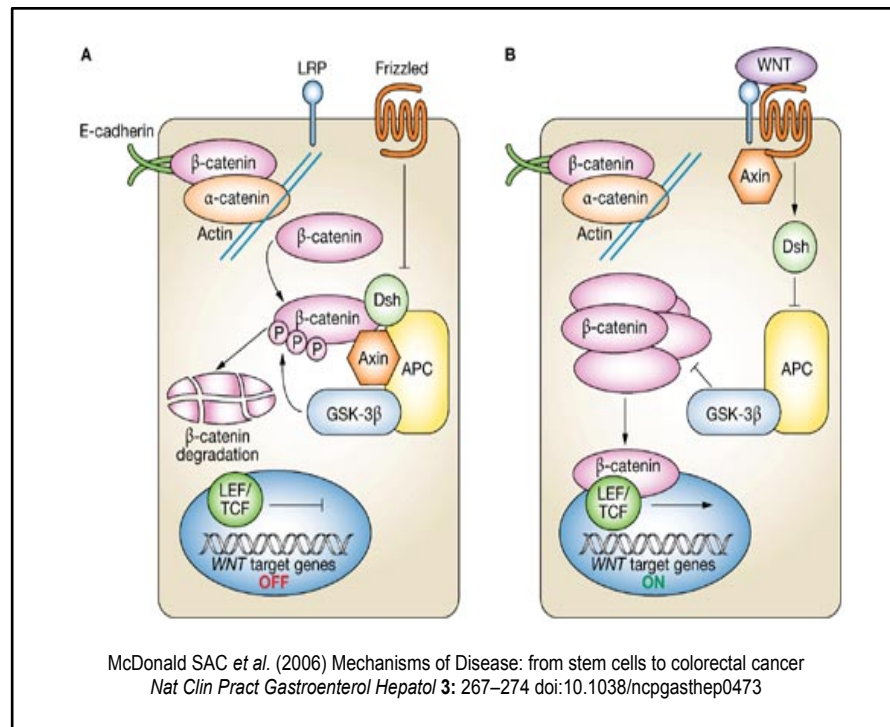 A
LRP
Frizzled
E-cadherin
β-catenin
α-catenin
Actin
β-catenin
Dsh
β-catenin
P
P
P
Axin
APC
GSK-3β
β-catenin
degradation
LEF/
TCF
WNT target genes
OFF
B
WNT
Axin
β-catenin
α-catenin
Actin
Dsh
β-catenin
APC
GSK-3β
β-catenin
LEF/
TCF
WNT target genes
ON
McDonald SAC et al. (2006) Mechanisms of Disease: from stem cells to colorectal cancer
Nat Clin Pract Gastroenterol Hepatol 3: 267–274 doi:10.1038/ncpgasthep0473